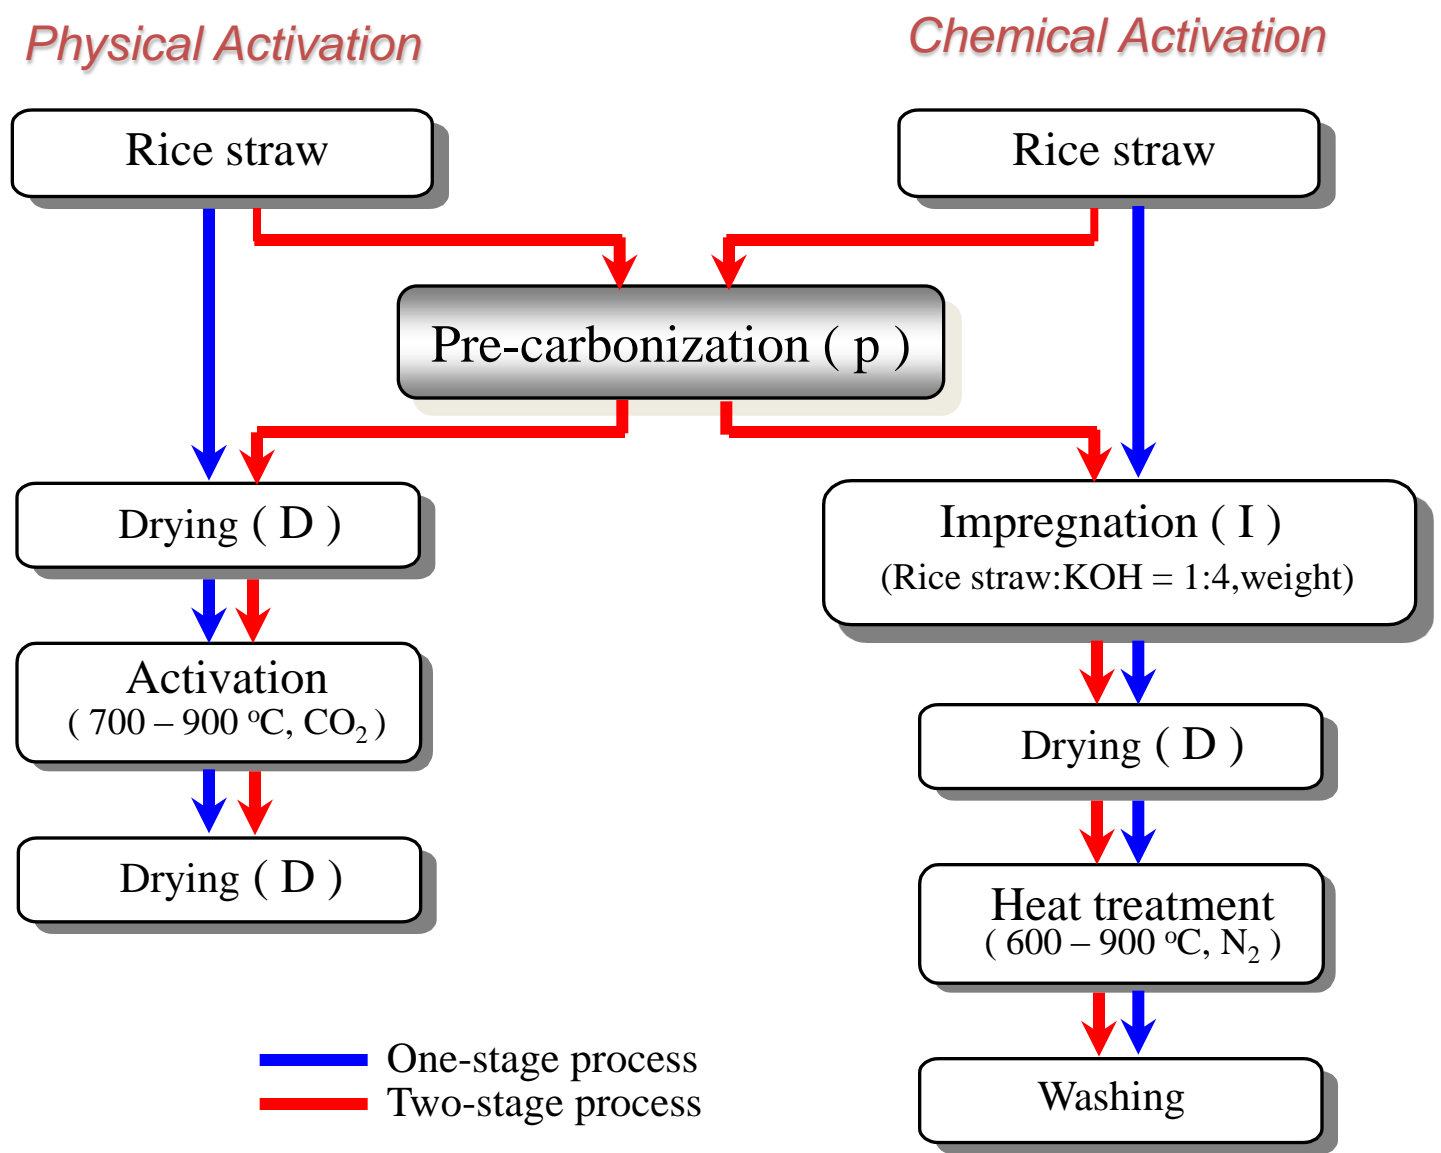 Physical Activation
Chemical Activation
Rice straw
Rice straw
Pre-carbonization ( p )
Drying ( D )
Impregnation ( I )
(Rice straw:KOH = 1:4,weight)
Activation
( 700 – 900 ºC, CO₂ )
Drying ( D )
Drying ( D )
Heat treatment
( 600 – 900 ºC, N₂ )
One-stage process
Two-stage process
Washing